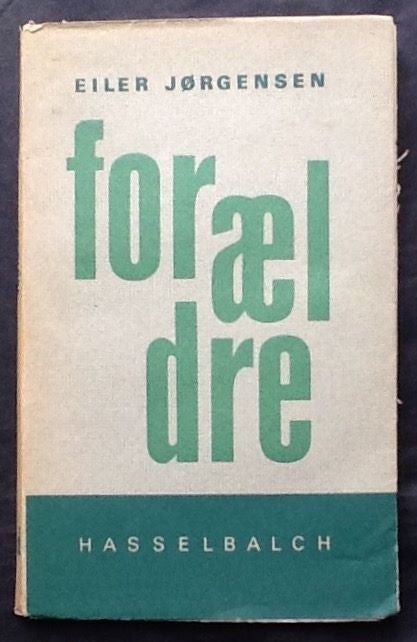 EILER JØRGENSEN
for
æl
dre
HASSELBALCH